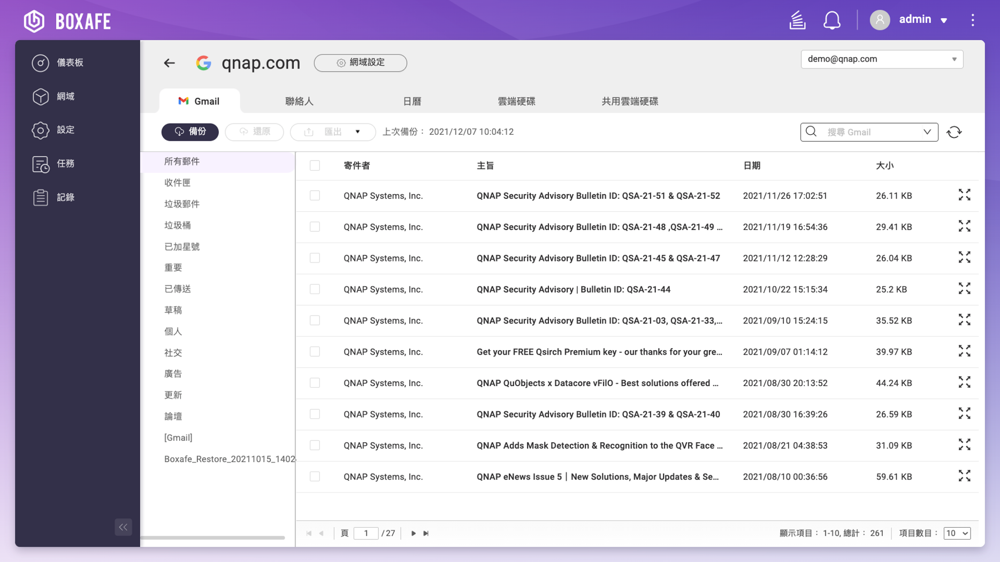 BOXAFE
admin
儀表板
網域
設定
任務
記錄
qnap.com
網域設定
demo@qnap.com
Gmail 聯絡人 日曆 雲端硬碟 共用雲端硬碟
備份 還原 匯出 上次備份： 2021/12/07 10:04:12 搜尋 Gmail
所有郵件
收件匣
垃圾郵件
垃圾桶
已加星號
重要
已傳送
草稿
個人
社交
廣告
更新
論壇
[Gmail]
Boxafe_Restore_20211015_1402
寄件者 主旨 日期 大小
QNAP Systems, Inc. QNAP Security Advisory Bulletin ID: QSA-21-51 & QSA-21-52 2021/11/26 17:02:51 26.11 KB
QNAP Systems, Inc. QNAP Security Advisory Bulletin ID: QSA-21-48 ,QSA-21-49 ... 2021/11/19 16:54:36 29.41 KB
QNAP Systems, Inc. QNAP Security Advisory Bulletin ID: QSA-21-45 & QSA-21-47 2021/11/12 12:28:29 26.04 KB
QNAP Systems, Inc. QNAP Security Advisory | Bulletin ID: QSA-21-44 2021/10/22 15:15:34 25.2 KB
QNAP Systems, Inc. QNAP Security Advisory Bulletin ID: QSA-21-03, QSA-21-33,... 2021/09/10 15:24:15 35.52 KB
QNAP Systems, Inc. Get your FREE Qsirch Premium key - our thanks for your gre... 2021/09/07 01:14:12 39.97 KB
QNAP Systems, Inc. QNAP QuObjects x Datacore vFilO - Best solutions offered ... 2021/08/30 20:13:52 44.24 KB
QNAP Systems, Inc. QNAP Security Advisory Bulletin ID: QSA-21-39 & QSA-21-40 2021/08/30 16:39:26 26.59 KB
QNAP Systems, Inc. QNAP Adds Mask Detection & Recognition to the QVR Face ... 2021/08/21 04:38:53 31.09 KB
QNAP Systems, Inc. QNAP eNews Issue 5｜New Solutions, Major Updates & Se... 2021/08/10 00:36:56 59.61 KB
頁 1 / 27 顯示項目： 1-10, 總計： 261 項目數目： 10